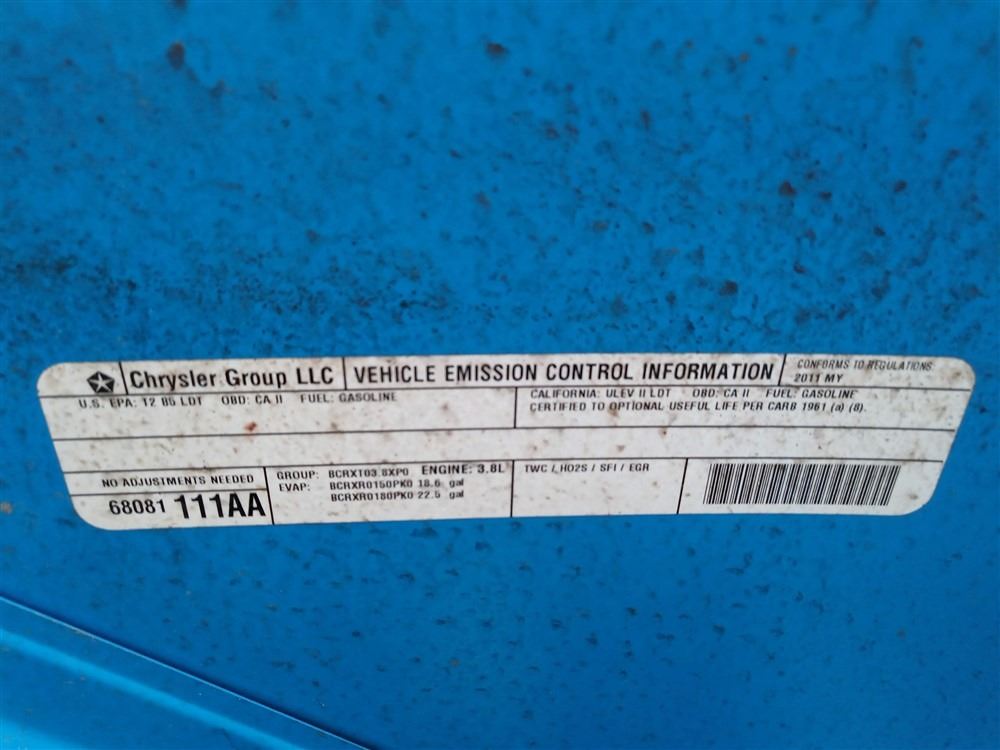 Chrysler Group LLC
VEHICLE EMISSION CONTROL INFORMATION
CONFORMS TO REGULATIONS:
2011 MY
U.S. EPA: T2 B5 LDT OBD: CA II FUEL: GASOLINE
CALIFORNIA: ULEV II LDT OBD: CA II FUEL: GASOLINE
CERTIFIED TO OPTIONAL USEFUL LIFE PER CARB 1961 (a) (8).
NO ADJUSTMENTS NEEDED
68081 111AA
GROUP: BCRXT03.8XP0 ENGINE: 3.8L
EVAP: BCRXR0150PK0 18.6 gal
BCRXR0180PK0 22.5 gal
TWC / HO2S / SFI / EGR